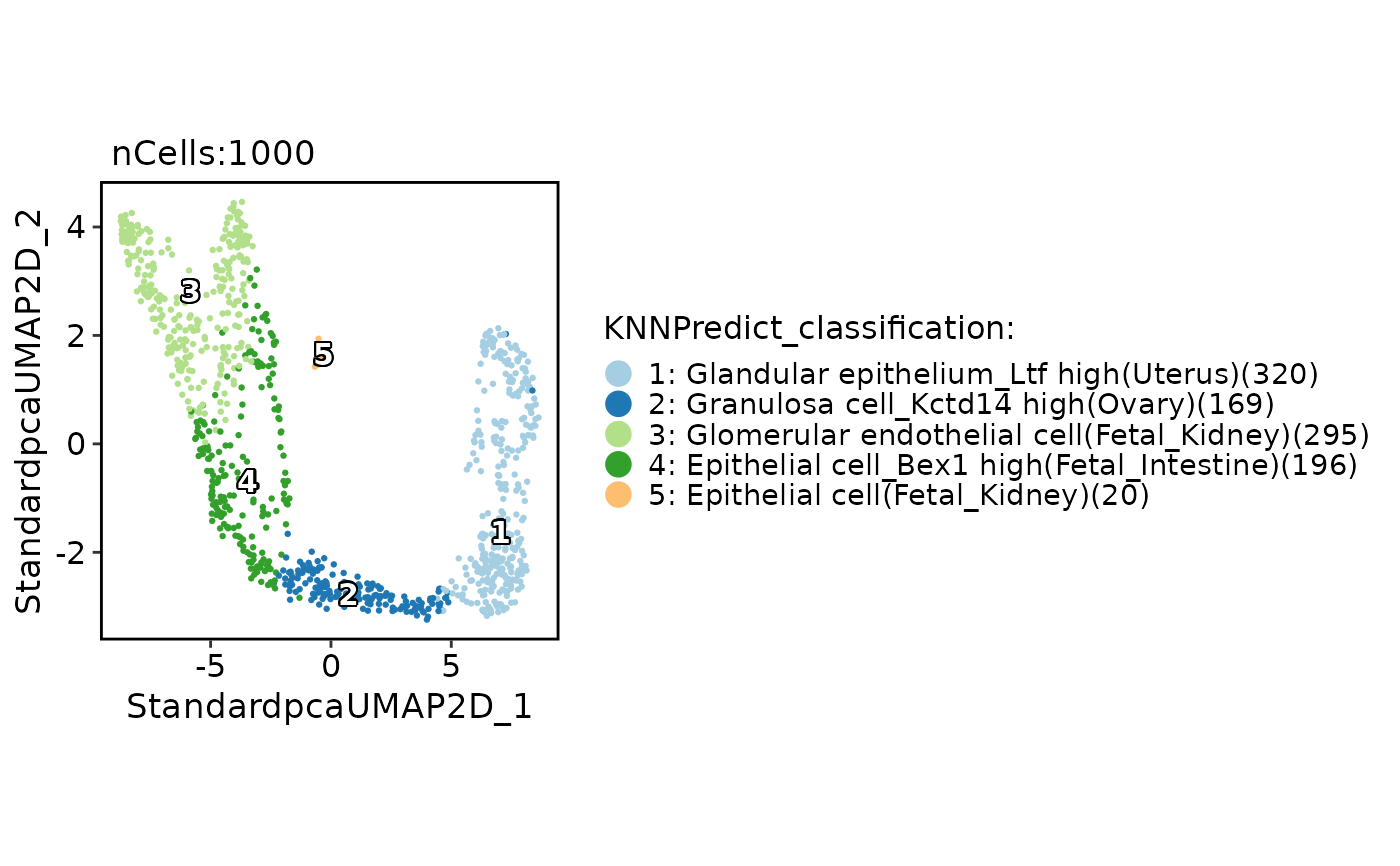 nCells:1000
StandardpcaUMAP2D_2
4
2
0
-2
3
5
4
1
2
-5
0
5
StandardpcaUMAP2D_1
KNNPredict_classification:
1: Glandular epithelium_Ltf high(Uterus)(320)
2: Granulosa cell_Kctd14 high(Ovary)(169)
3: Glomerular endothelial cell(Fetal_Kidney)(295)
4: Epithelial cell_Bex1 high(Fetal_Intestine)(196)
5: Epithelial cell(Fetal_Kidney)(20)